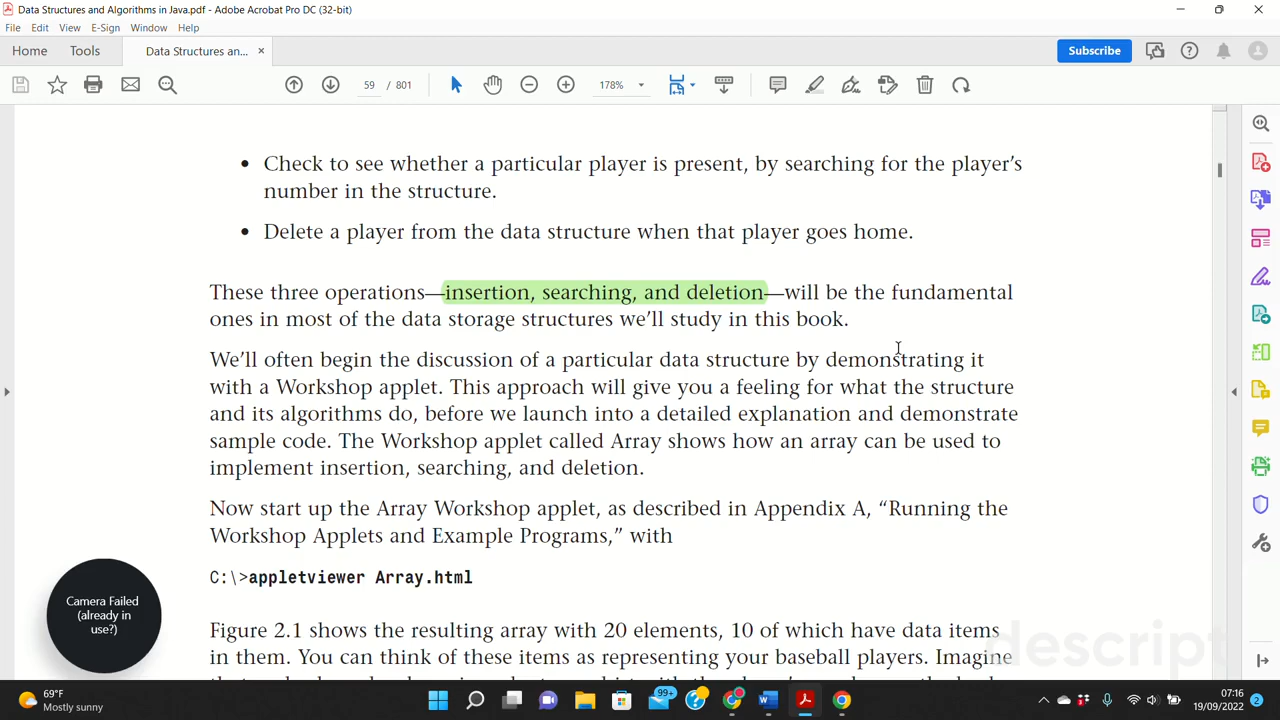 Data Structures and Algorithms in Java.pdf - Adobe Acrobat Pro DC (32-bit)
File Edit View E-Sign Window Help
Home Tools Data Structures an... × Subscribe
59 / 801 178%
• Check to see whether a particular player is present, by searching for the player’s
number in the structure.
• Delete a player from the data structure when that player goes home.
These three operations—insertion, searching, and deletion—will be the fundamental
ones in most of the data storage structures we’ll study in this book.
We’ll often begin the discussion of a particular data structure by demonstrating it
with a Workshop applet. This approach will give you a feeling for what the structure
and its algorithms do, before we launch into a detailed explanation and demonstrate
sample code. The Workshop applet called Array shows how an array can be used to
implement insertion, searching, and deletion.
Now start up the Array Workshop applet, as described in Appendix A, “Running the
Workshop Applets and Example Programs,” with
C:\>appletviewer Array.html
Camera Failed
(already in
use?)
Figure 2.1 shows the resulting array with 20 elements, 10 of which have data items
in them. You can think of these items as representing your baseball players. Imagine
descript
69°F
Mostly sunny
99+
07:16
19/09/2022
2